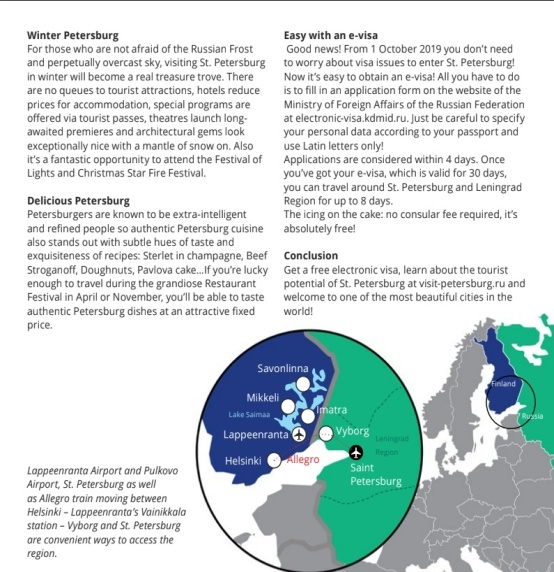 Winter Petersburg
For those who are not afraid of the Russian Frost
and perpetually overcast sky, visiting St. Petersburg
in winter will become a real treasure trove. There
are no queues to tourist attractions, hotels reduce
prices for accommodation, special programs are
offered via tourist passes, theatres launch long-
awaited premieres and architectural gems look
exceptionally nice with a mantle of snow on. Also
it's a fantastic opportunity to attend the Festival of
Lights and Christmas Star Fire Festival.
Delicious Petersburg
Petersburgers are known to be extra-intelligent
and refined people so authentic Petersburg cuisine
also stands out with subtle hues of taste and
exquisiteness of recipes: Sterlet in champagne, Beef
Stroganoff, Doughnuts, Pavlova cake...If you're lucky
enough to travel during the grandiose Restaurant
Festival in April or November, you'll be able to taste
authentic Petersburg dishes at an attractive fixed
price.
Easy with an e-visa
Good news! From 1 October 2019 you don't need
to worry about visa issues to enter St. Petersburg!
Now it's easy to obtain an e-visa! All you have to do
is to fill in an application form on the website of the
Ministry of Foreign Affairs of the Russian Federation
at electronic-visa.kdmid.ru. Just be careful to specify
your personal data according to your passport and
use Latin letters only!
Applications are considered within 4 days. Once
you've got your e-visa, which is valid for 30 days,
you can travel around St. Petersburg and Leningrad
Region for up to 8 days.
The icing on the cake: no consular fee required, it's
absolutely free!
Conclusion
Get a free electronic visa, learn about the tourist
potential of St. Petersburg at visit-petersburg.ru and
welcome to one of the most beautiful cities in the
world!
Savonlinna
Mikkeli
Lake Saimaa
Imatra
Lappeenranta
Vyborg
Leningrad
Region
Helsinki
Allegro
Saint
Petersburg
Finland
Russia
Lappeenranta Airport and Pulkovo
Airport, St. Petersburg as well
as Allegro train moving between
Helsinki – Lappeenranta's Vainikkala
station – Vyborg and St. Petersburg
are convenient ways to access the
region.